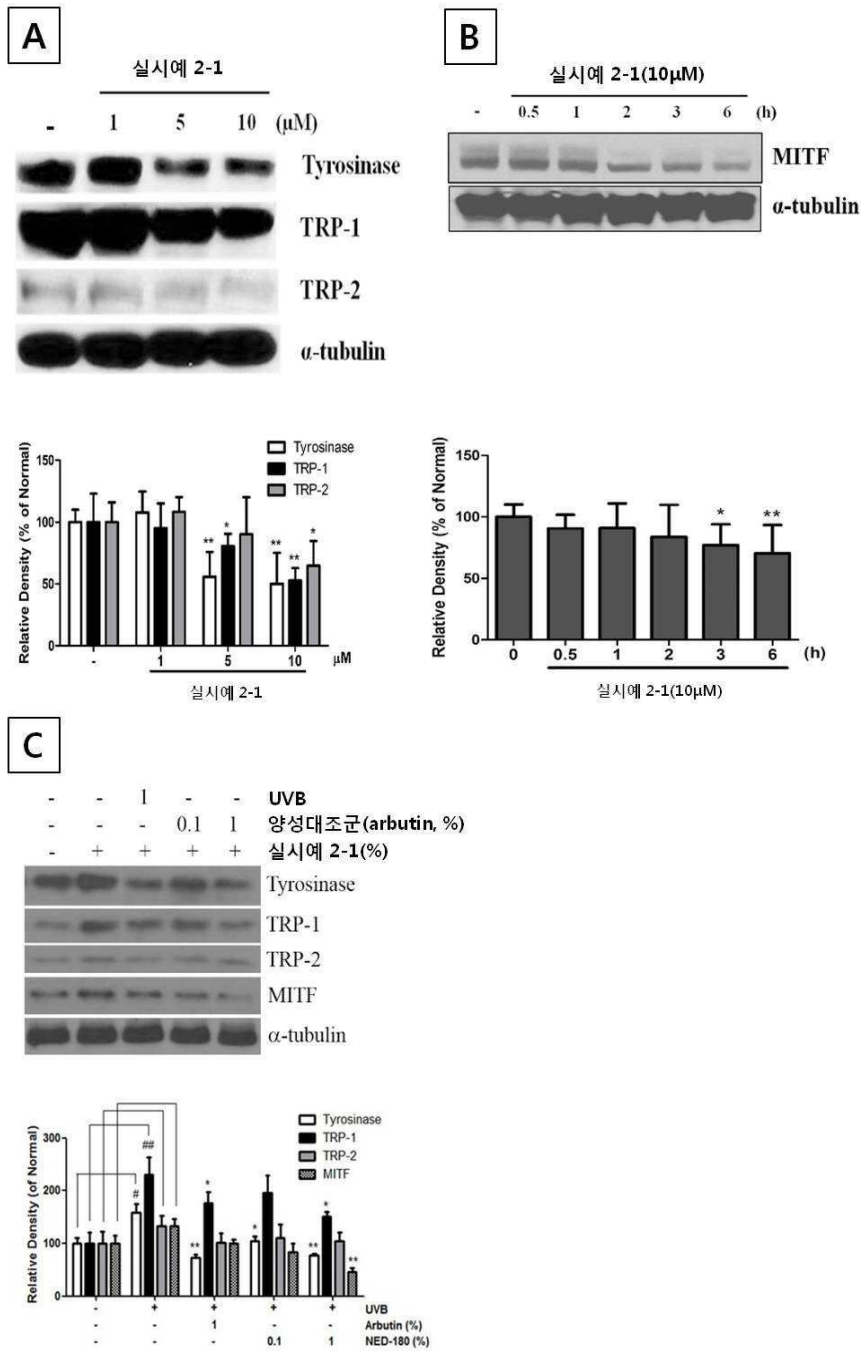 A
실시예 2-1
- 1 5 10 (μM)
Tyrosinase
TRP-1
TRP-2
α-tubulin
Relative Density (% of Normal)
150
100
50
0
Tyrosinase
TRP-1
TRP-2
** * ** ** *
- 1 5 10 μM
실시예 2-1
B
실시예 2-1(10μM)
- 0.5 1 2 3 6 (h)
MITF
α-tubulin
Relative Density (% of Normal)
150
100
50
0
* **
0 0.5 1 2 3 6 (h)
실시예 2-1(10μM)
C
- - 1 - - UVB
- - - 0.1 1 양성대조군(arbutin, %)
- + + + + 실시예 2-1(%)
Tyrosinase
TRP-1
TRP-2
MITF
α-tubulin
Relative Density (of Normal)
300
200
100
0
Tyrosinase
TRP-1
TRP-2
MITF
# ## ** * * ** * **
- + + + + UVB
- - 1 - - Arbutin (%)
- - - 0.1 1 NED-180 (%)